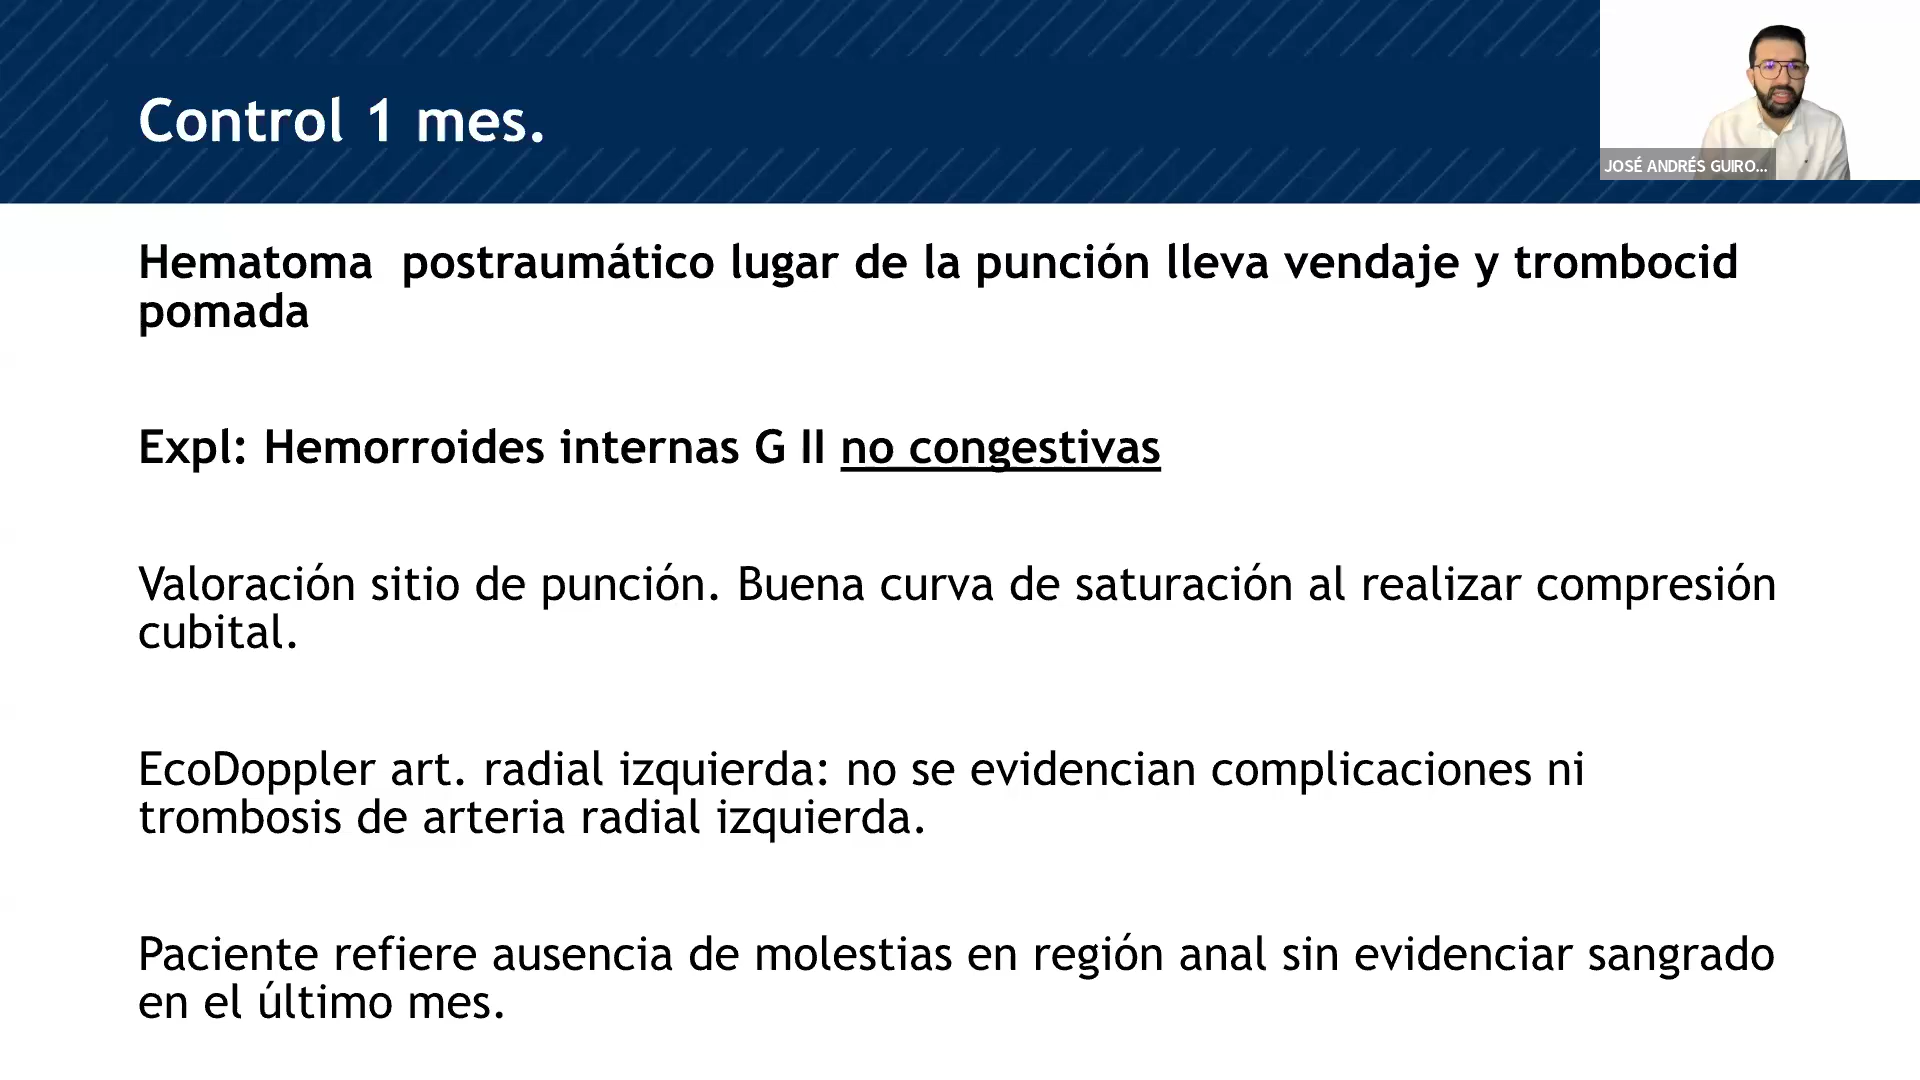 Control 1 mes.
JOSÉ ANDRÉS GUIRO...
Hematoma  postraumático lugar de la punción lleva vendaje y trombocid
pomada
Expl: Hemorroides internas G II no congestivas
Valoración sitio de punción. Buena curva de saturación al realizar compresión
cubital.
EcoDoppler art. radial izquierda: no se evidencian complicaciones ni
trombosis de arteria radial izquierda.
Paciente refiere ausencia de molestias en región anal sin evidenciar sangrado
en el último mes.